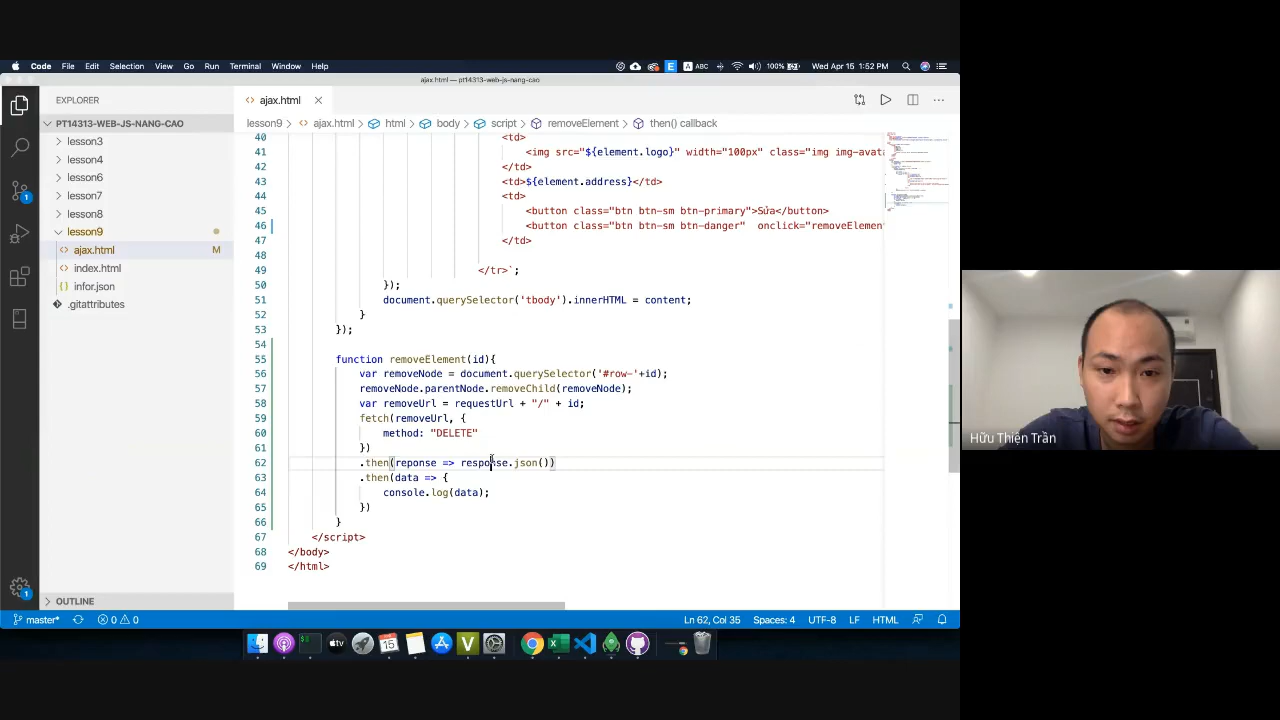 Code File Edit Selection View Go Run Terminal Window Help
E A ABC 100% Wed Apr 15 1:52 PM
ajax.html — pt14313-web-js-nang-cao
EXPLORER
PT14313-WEB-JS-NANG-CAO
lesson3
lesson4
lesson6
lesson7
lesson8
lesson9
ajax.html M
index.html
infor.json
.gitattributes
OUTLINE
ajax.html
lesson9 > ajax.html > html > body > script > removeElement > then() callback
40 <td>
41 <img src="${element.logo}" width="100px" class="img img-avata
42 </td>
43 <td>${element.address}</td>
44 <td>
45 <button class="btn btn-sm btn-primary">Sửa</button>
46 <button class="btn btn-sm btn-danger"  onclick="removeElement
47 </td>
48
49 </tr>`;
50 });
51 document.querySelector('tbody').innerHTML = content;
52 }
53 });
54
55 function removeElement(id){
56 var removeNode = document.querySelector('#row-'+id);
57 removeNode.parentNode.removeChild(removeNode);
58 var removeUrl = requestUrl + "/" + id;
59 fetch(removeUrl, {
60 method: "DELETE"
61 })
62 .then(reponse => response.json())
63 .then(data => {
64 console.log(data);
65 })
66 }
67 </script>
68 </body>
69 </html>
master* 0 0 Ln 62, Col 35 Spaces: 4 UTF-8 LF HTML
15
Hữu Thiện Trần